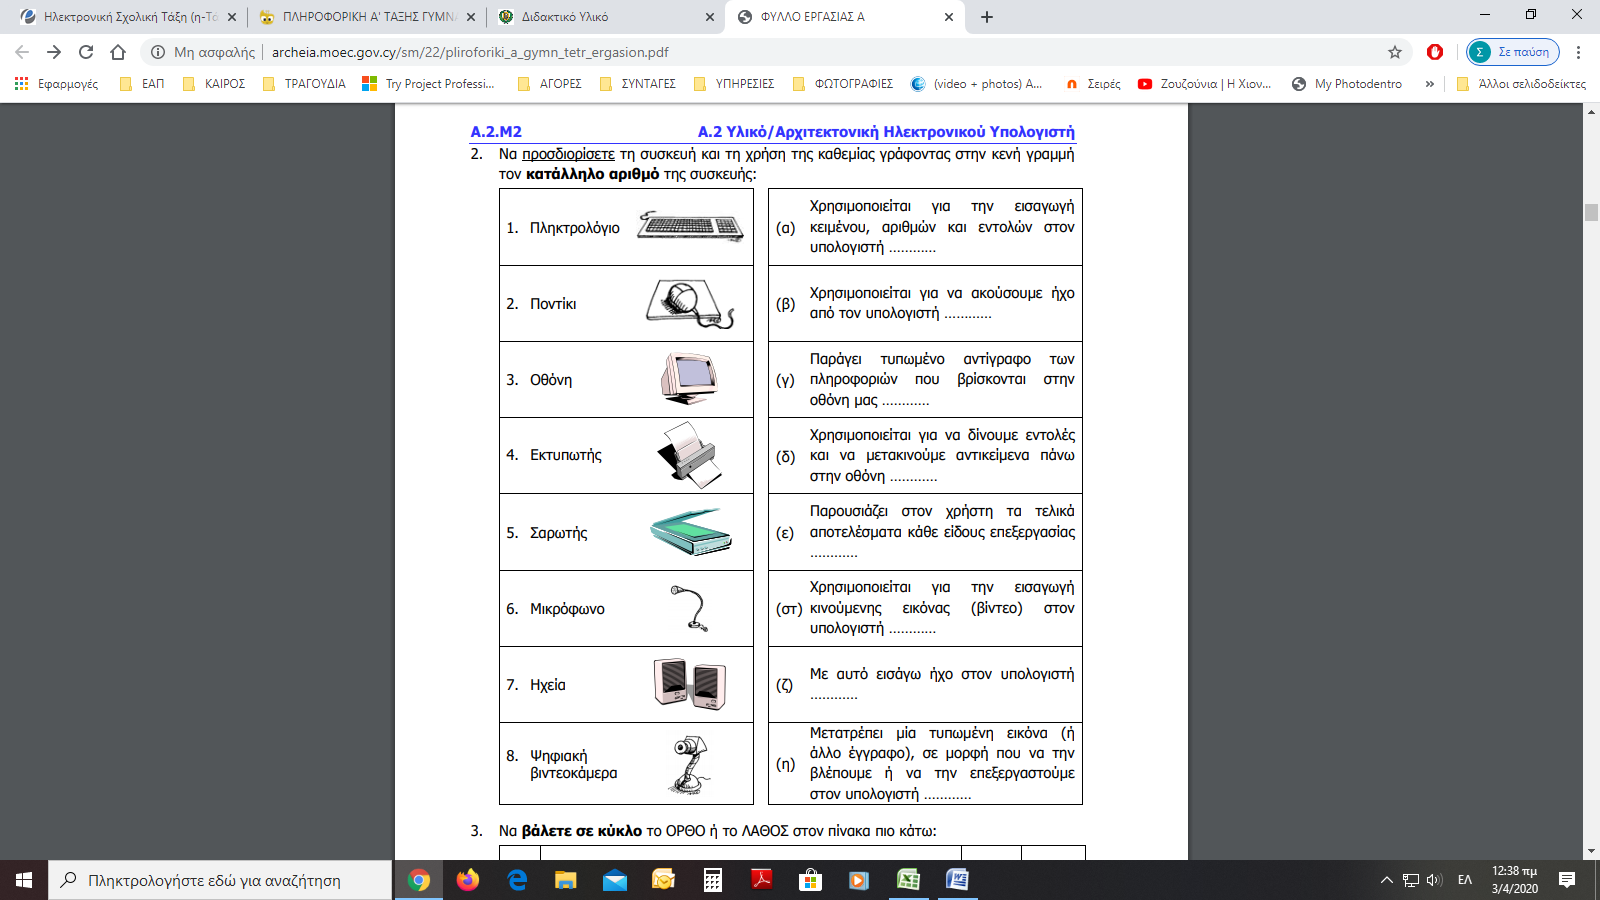 Ηλεκτρονική Σχολική Τάξη (η-Τά
ΠΛΗΡΟΦΟΡΙΚΗ Α' ΤΑΞΗΣ ΓΥΜΝΑ
Διδακτικό Υλικό
ΦΥΛΛΟ ΕΡΓΑΣΙΑΣ Α
Μη ασφαλής | archeia.moec.gov.cy/sm/22/pliroforiki_a_gymn_tetr_ergasion.pdf
Σ Σε παύση
Εφαρμογές ΕΑΠ ΚΑΙΡΟΣ ΤΡΑΓΟΥΔΙΑ Try Project Professi... ΑΓΟΡΕΣ ΣΥΝΤΑΓΕΣ ΥΠΗΡΕΣΙΕΣ ΦΩΤΟΓΡΑΦΙΕΣ (video + photos) Α... Σειρές Ζουζούνια | Η Χιον... My Photodentro » Άλλοι σελιδοδείκτες
Α.2.Μ2 Α.2 Υλικό/Αρχιτεκτονική Ηλεκτρονικού Υπολογιστή
2. Να προσδιορίσετε τη συσκευή και τη χρήση της καθεμίας γράφοντας στην κενή γραμμή
τον κατάλληλο αριθμό της συσκευής:
1. Πληκτρολόγιο
(α) Χρησιμοποιείται για την εισαγωγή
κειμένου, αριθμών και εντολών στον
υπολογιστή ............
2. Ποντίκι
(β) Χρησιμοποιείται για να ακούσουμε ήχο
από τον υπολογιστή ............
3. Οθόνη
(γ) Παράγει τυπωμένο αντίγραφο των
πληροφοριών που βρίσκονται στην
οθόνη μας ............
4. Εκτυπωτής
(δ) Χρησιμοποιείται για να δίνουμε εντολές
και να μετακινούμε αντικείμενα πάνω
στην οθόνη ............
5. Σαρωτής
(ε) Παρουσιάζει στον χρήστη τα τελικά
αποτελέσματα κάθε είδους επεξεργασίας
............
6. Μικρόφωνο
(στ) Χρησιμοποιείται για την εισαγωγή
κινούμενης εικόνας (βίντεο) στον
υπολογιστή ............
7. Ηχεία
(ζ) Με αυτό εισάγω ήχο στον υπολογιστή
............
8. Ψηφιακή
βιντεοκάμερα
(η) Μετατρέπει μία τυπωμένη εικόνα (ή
άλλο έγγραφο), σε μορφή που να την
βλέπουμε ή να την επεξεργαστούμε
στον υπολογιστή ............
3. Να βάλετε σε κύκλο το ΟΡΘΟ ή το ΛΑΘΟΣ στον πίνακα πιο κάτω:
Πληκτρολογήστε εδώ για αναζήτηση
ΕΛ
12:38 πμ
3/4/2020